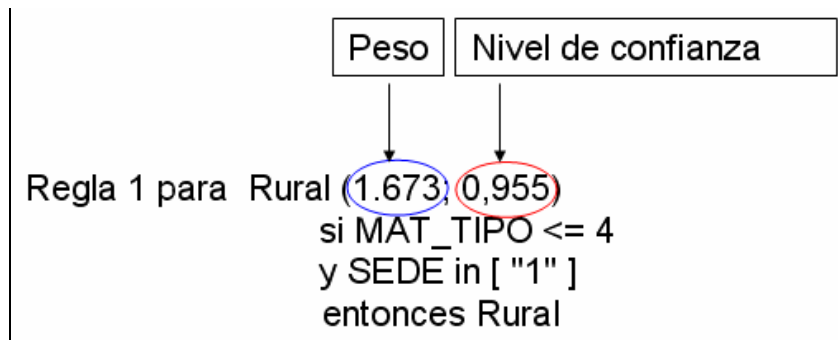 Peso Nivel de confianza
Regla 1 para Rural (1.673; 0,955)
si MAT_TIPO <= 4
y SEDE in [ "1" ]
entonces Rural